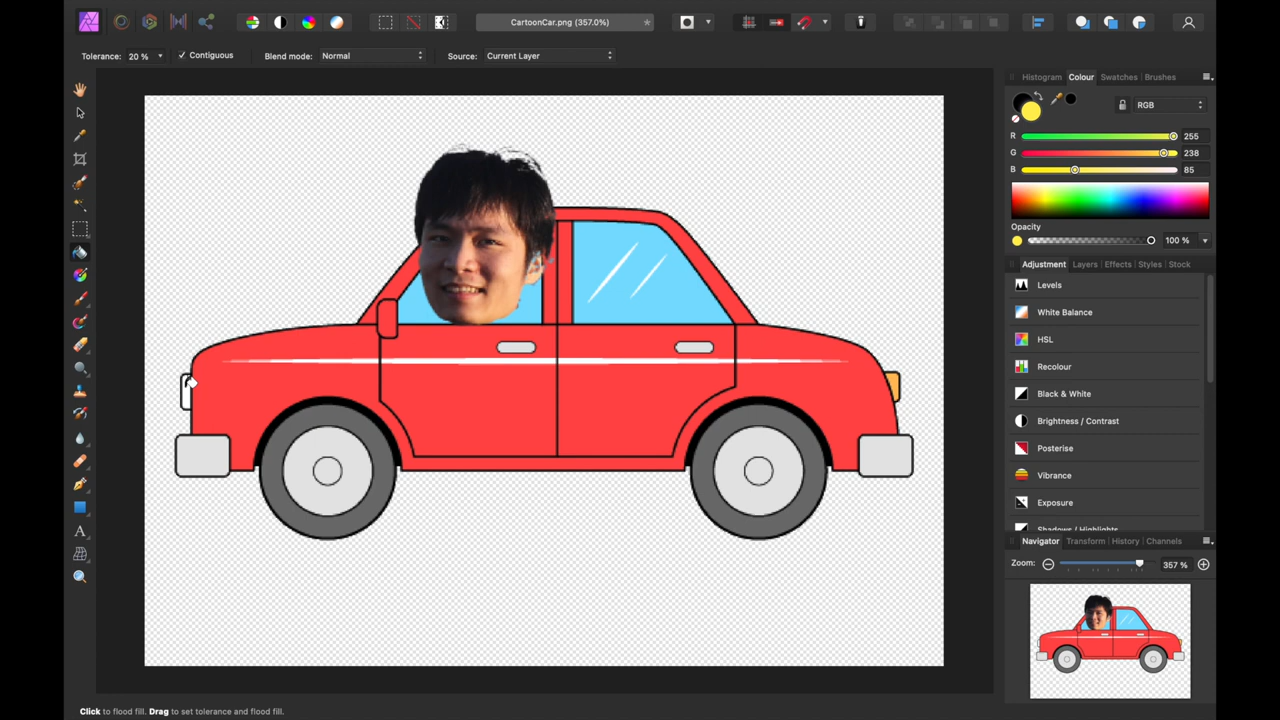 CartoonCar.png (357.0%)
Tolerance: 20 % Contiguous Blend mode: Normal Source: Current Layer
Histogram Colour Swatches Brushes
RGB
R 255
G 238
B 85
Opacity
100 %
Adjustment Layers Effects Styles Stock
Levels
White Balance
HSL
Recolour
Black & White
Brightness / Contrast
Posterise
Vibrance
Exposure
Shadows / Highlights
Navigator Transform History Channels
Zoom: 357 %
Click to flood fill. Drag to set tolerance and flood fill.